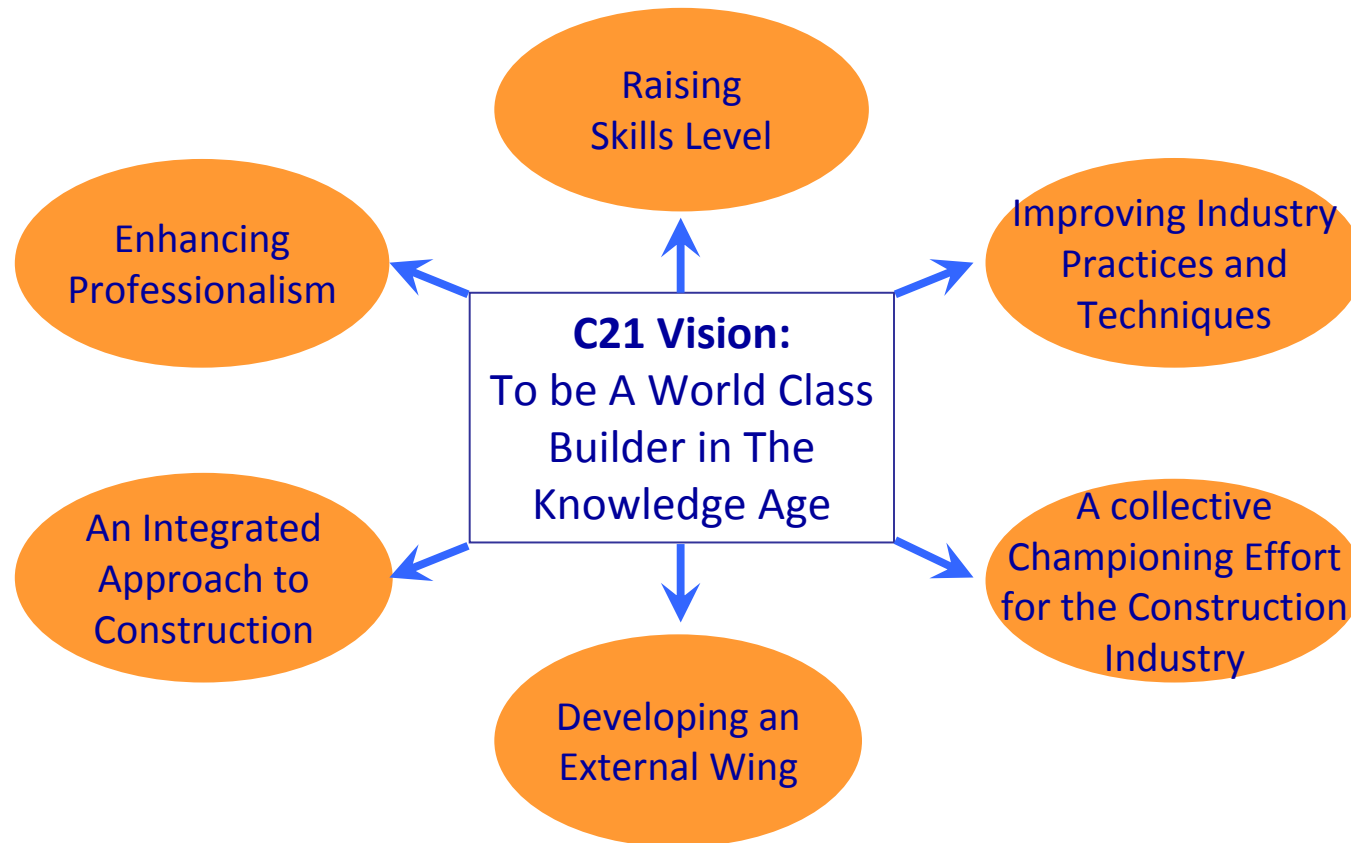 Raising
Skills Level
Enhancing
Professionalism
Improving Industry
Practices and
Techniques
C21 Vision:
To be A World Class
Builder in The
Knowledge Age
An Integrated
Approach to
Construction
A collective
Championing Effort
for the Construction
Industry
Developing an
External Wing